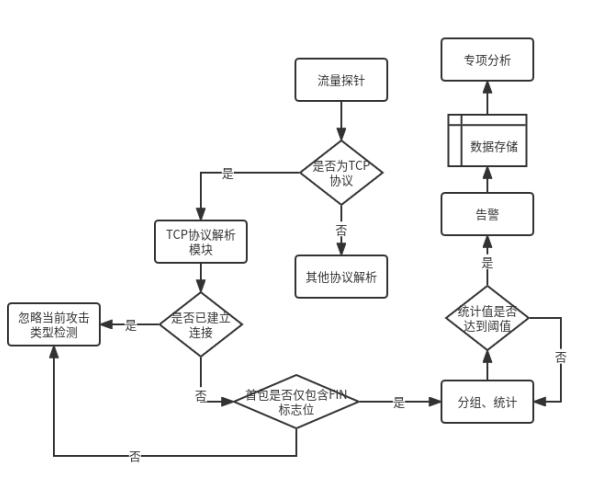 专项分析
流量探针
数据存储
是否为TCP
协议
是
告警
否
TCP协议解析
模块
其他协议解析
是
忽略当前攻击
类型检测
是
是否已建立
连接
统计值是否
达到阈值
否
否
首包是否仅包含FIN
标志位
是
分组、统计
否